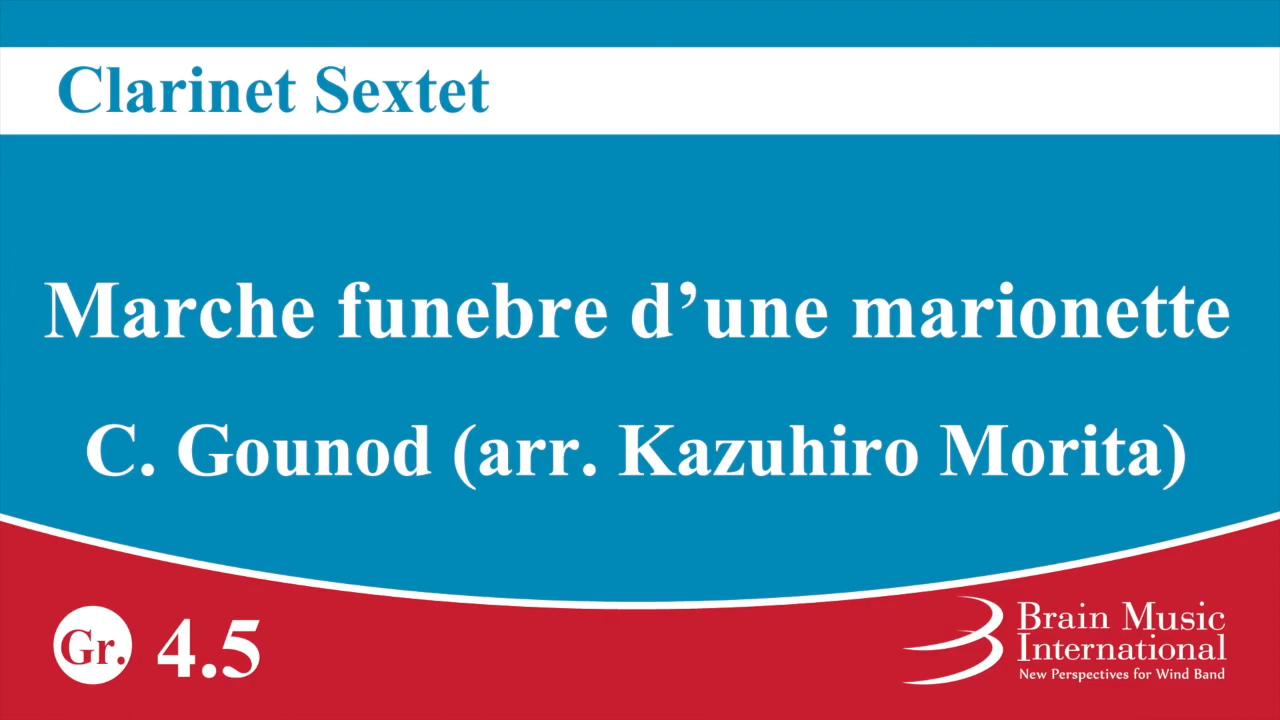 Clarinet Sextet
Marche funebre d’une marionette
C. Gounod (arr. Kazuhiro Morita)
Gr. 4.5
Brain Music
International
New Perspectives for Wind Band